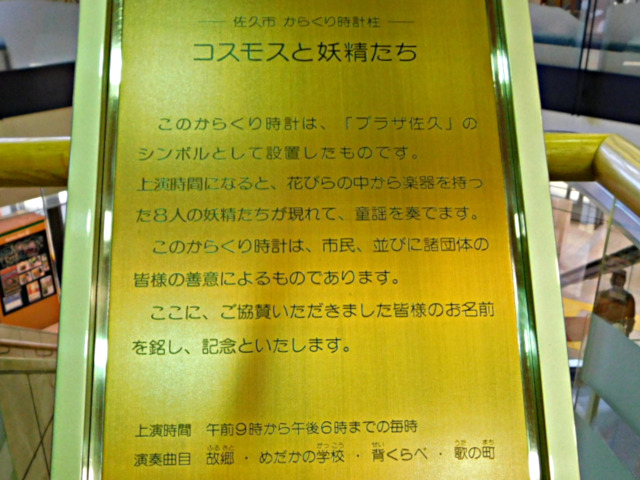 佐久市 からくり時計柱
コスモスと妖精たち
このからくり時計は、「プラザ佐久」の
シンボルとして設置したものです。
上演時間になると、花びらの中から楽器を持っ
た8人の妖精たちが現れて、童謡を奏でます。
このからくり時計は、市民、並びに諸団体の
皆様の善意によるものであります。
ここに、ご協賛いただきました皆様のお名前
を銘し、記念といたします。
上演時間 午前9時から午後6時までの毎時
演奏曲目 故郷・めだかの学校・背くらべ・歌の町